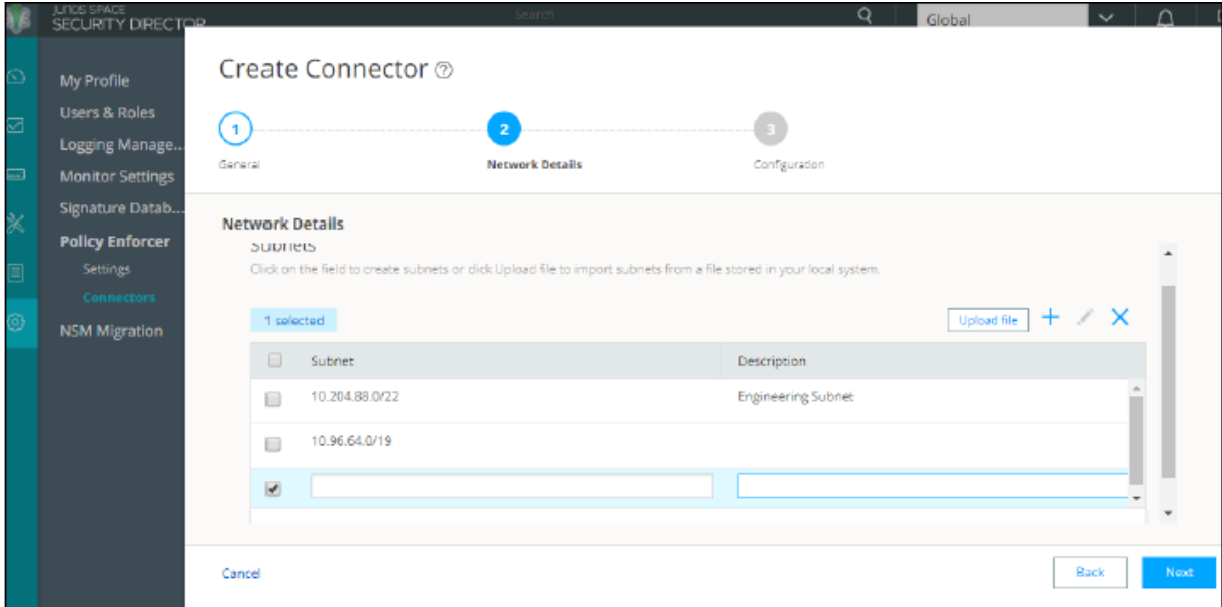 JUNOS SPACE
SECURITY DIRECTOR
Search
Global
My Profile
Users & Roles
Logging Manage...
Monitor Settings
Signature Datab...
Policy Enforcer
Settings
Connectors
NSM Migration
Create Connector
1
2
3
General
Network Details
Configuration
Network Details
Subnets
Click on the field to create subnets or click Upload file to import subnets from a file stored in your local system.
1 selected
Upload file
Subnet Description
10.204.88.0/22 Engineering Subnet
10.96.64.0/19
Cancel
Back
Next